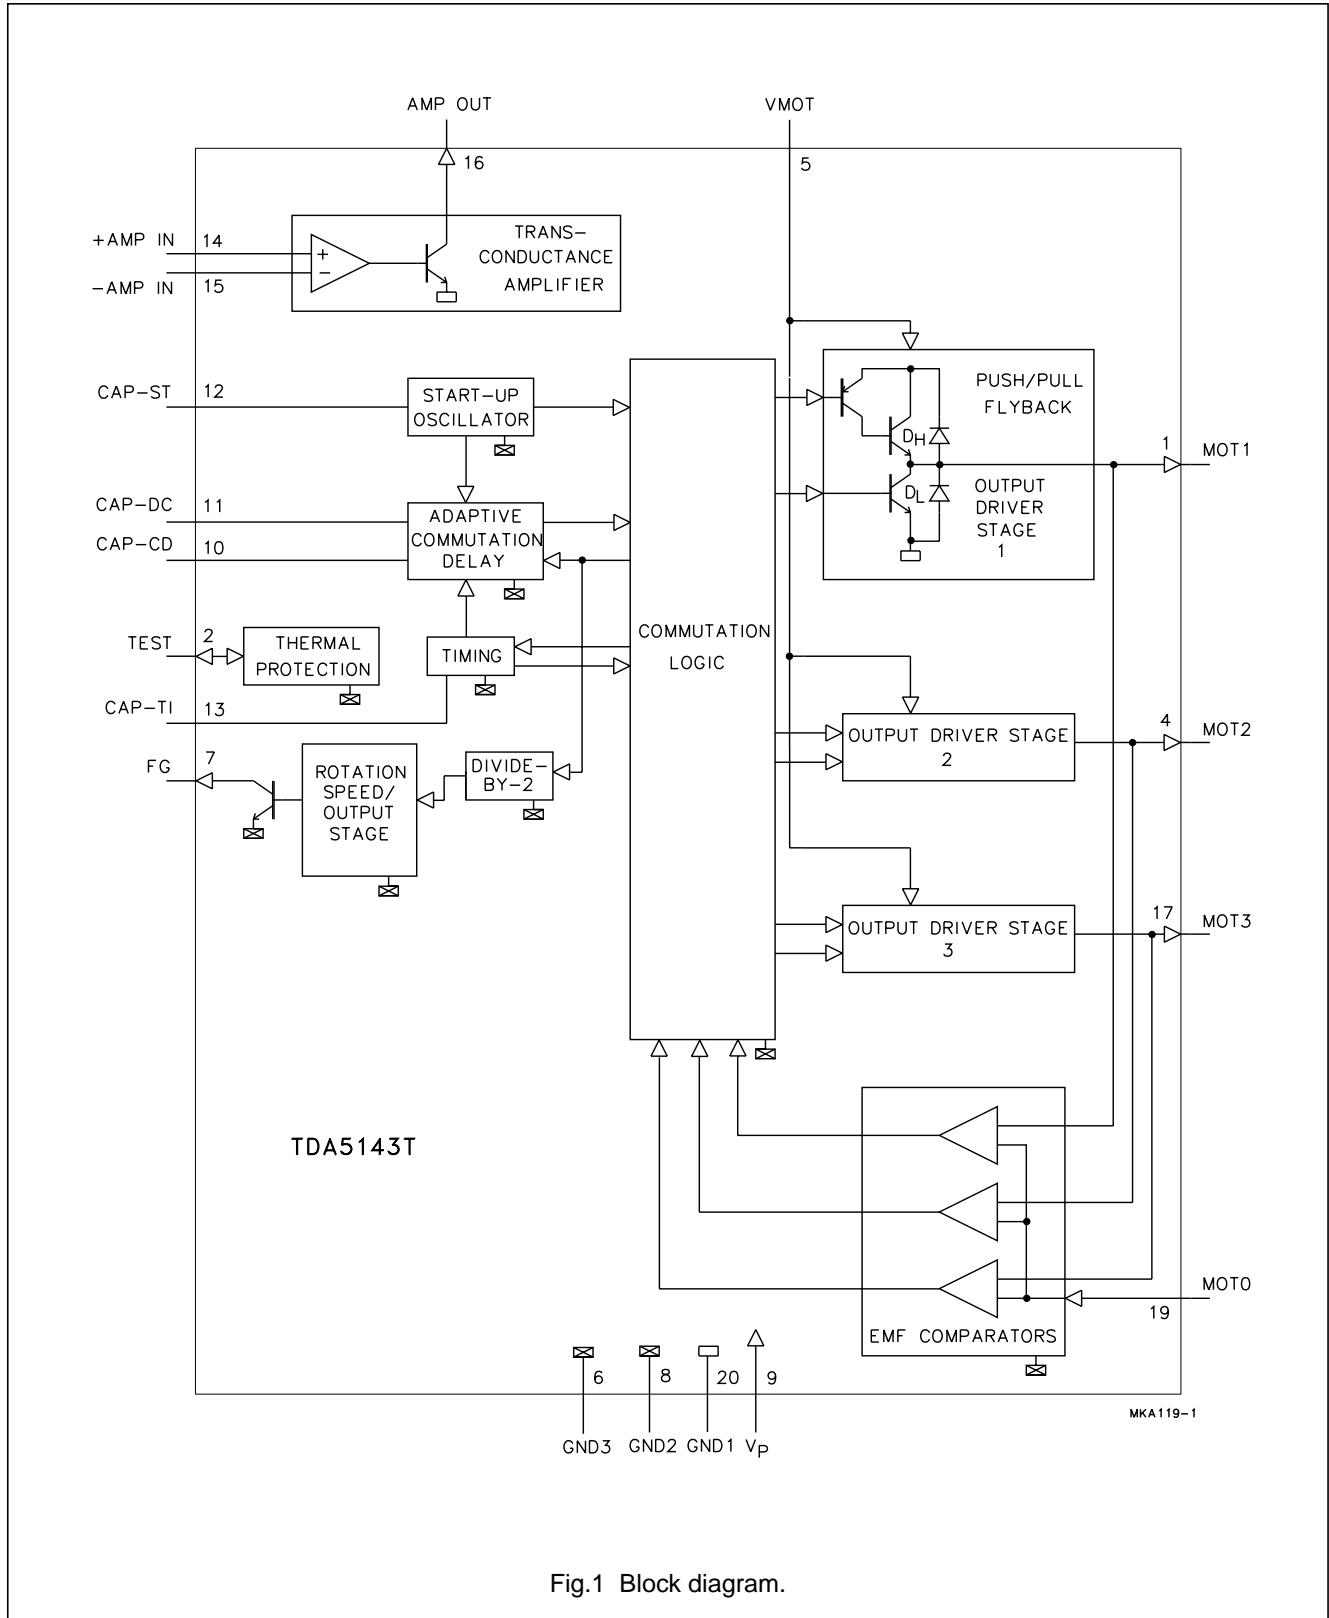 AMP OUT
VMOT
16
5
+AMP IN
14
-AMP IN
15
+
−
TRANS-
CONDUCTANCE
AMPLIFIER
CAP-ST
12
START-UP
OSCILLATOR
CAP-DC
11
CAP-CD
10
ADAPTIVE
COMMUTATION
DELAY
TEST
2
THERMAL
PROTECTION
TIMING
CAP-TI
13
FG
7
ROTATION
SPEED/
OUTPUT
STAGE
DIVIDE-
BY-2
COMMUTATION
LOGIC
PUSH/PULL
FLYBACK
DH
DL
OUTPUT
DRIVER
STAGE
1
1
MOT1
OUTPUT DRIVER STAGE
2
4
MOT2
OUTPUT DRIVER STAGE
3
17
MOT3
TDA5143T
EMF COMPARATORS
19
MOT0
6
8
20
9
GND3
GND2
GND1
VP
MKA119-1
Fig.1 Block diagram.